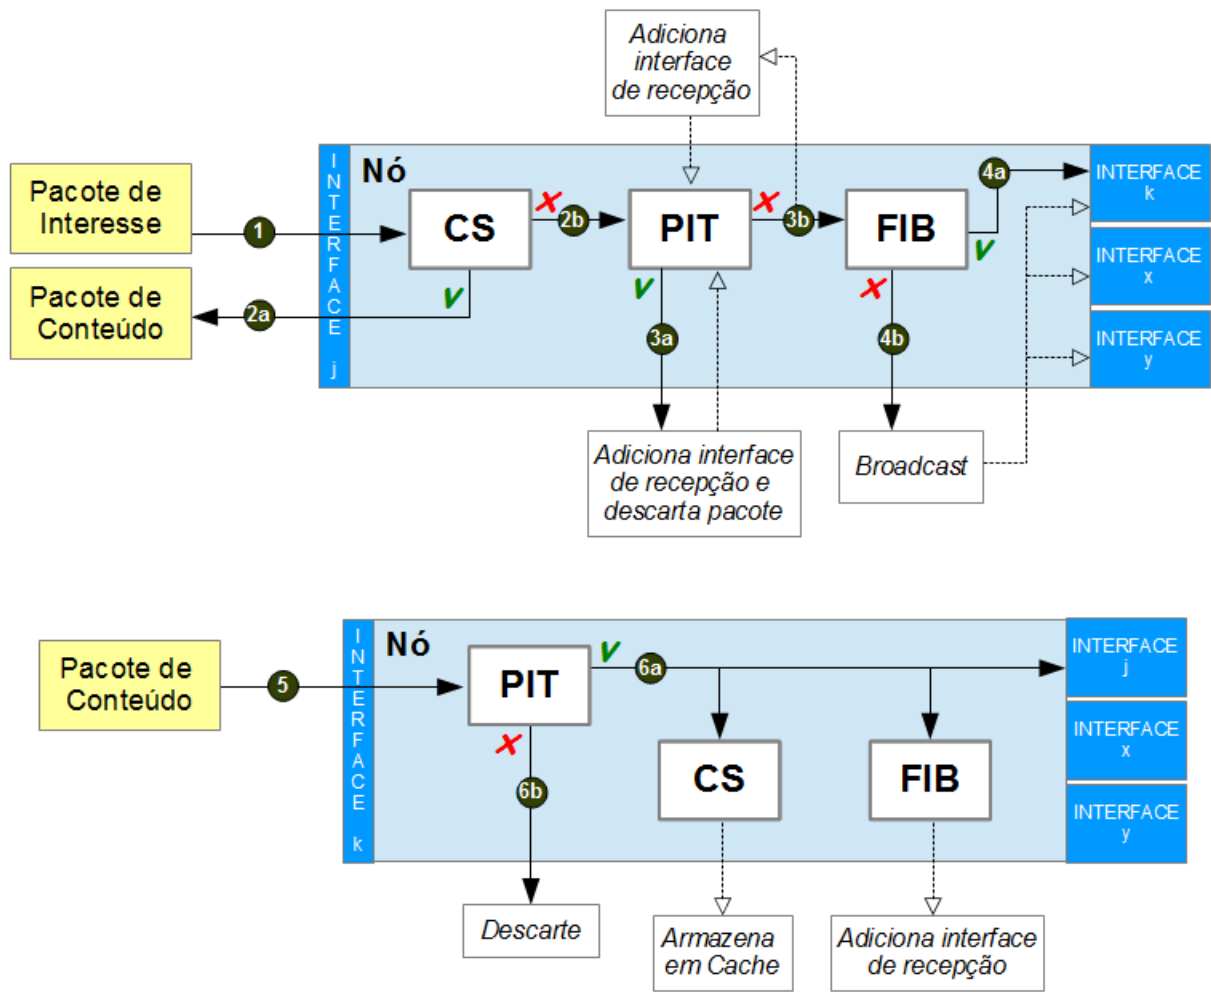 Adiciona
interface
de recepção
Pacote de
Interesse
Pacote de
Conteúdo
INTERFACE
j
Nó
1
2a
CS
X
2b
V
PIT
X
3b
V
3a
FIB
4a
V
X
4b
INTERFACE
k
INTERFACE
x
INTERFACE
y
Adiciona interface
de recepção e
descarta pacote
Broadcast
Pacote de
Conteúdo
5
INTERFACE
k
Nó
PIT
V
6a
X
6b
CS
FIB
INTERFACE
j
INTERFACE
x
INTERFACE
y
Descarte
Armazena
em Cache
Adiciona interface
de recepção